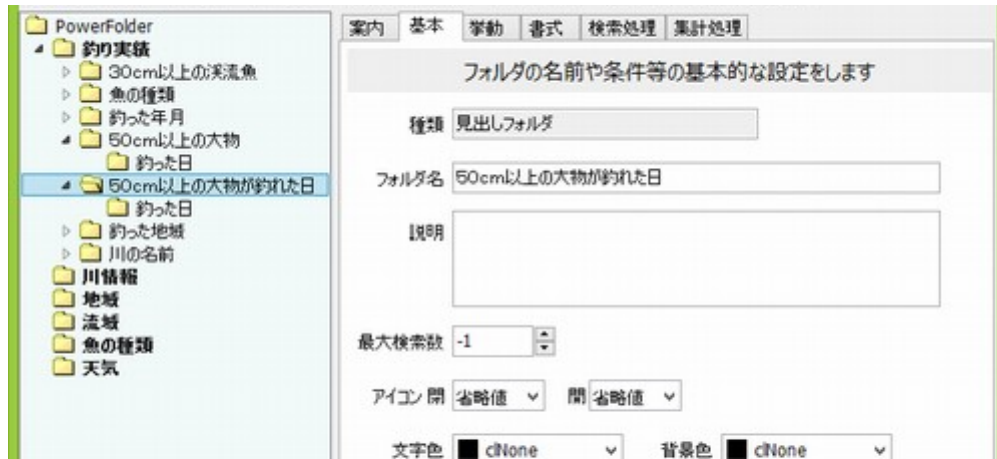 PowerFolder
釣り実績
30cm以上の渓流魚
魚の種類
釣った年月
50cm以上の大物
釣った日
50cm以上の大物が釣れた日
釣った日
釣った地域
川の名前
川情報
地域
流域
魚の種類
天気
案内 基本 挙動 書式 検索処理 集計処理
フォルダの名前や条件等の基本的な設定をします
種類 見出しフォルダ
フォルダ名 50cm以上の大物が釣れた日
説明
最大検索数 -1
アイコン 閉 省略値 開 省略値
文字色 clNone 背景色 clNone